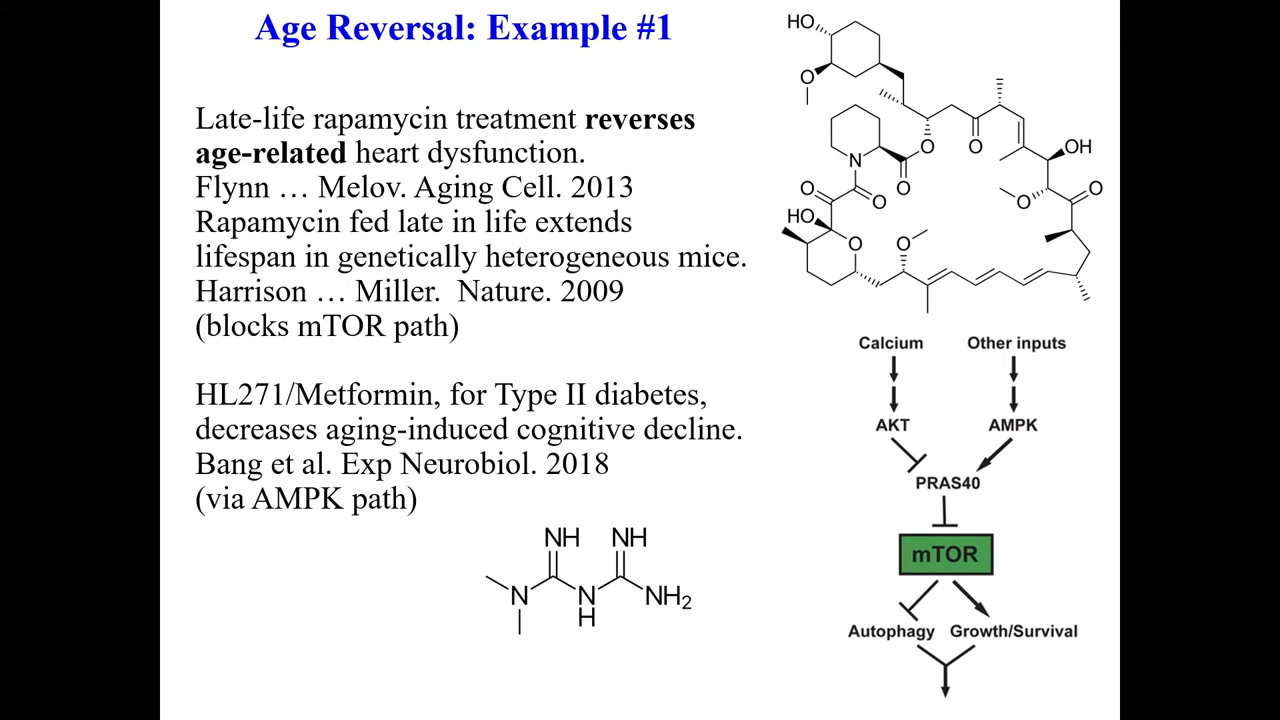 Age Reversal: Example #1
Late-life rapamycin treatment reverses
age-related heart dysfunction.
Flynn … Melov. Aging Cell. 2013
Rapamycin fed late in life extends
lifespan in genetically heterogeneous mice.
Harrison … Miller.  Nature. 2009
(blocks mTOR path)
HL271/Metformin, for Type II diabetes,
decreases aging-induced cognitive decline.
Bang et al. Exp Neurobiol. 2018
(via AMPK path)
NH NH
N N H NH2
HO
O
O O OH
N O O O
O O
HO O O
Calcium Other inputs
AKT AMPK
PRAS40
mTOR
Autophagy Growth/Survival